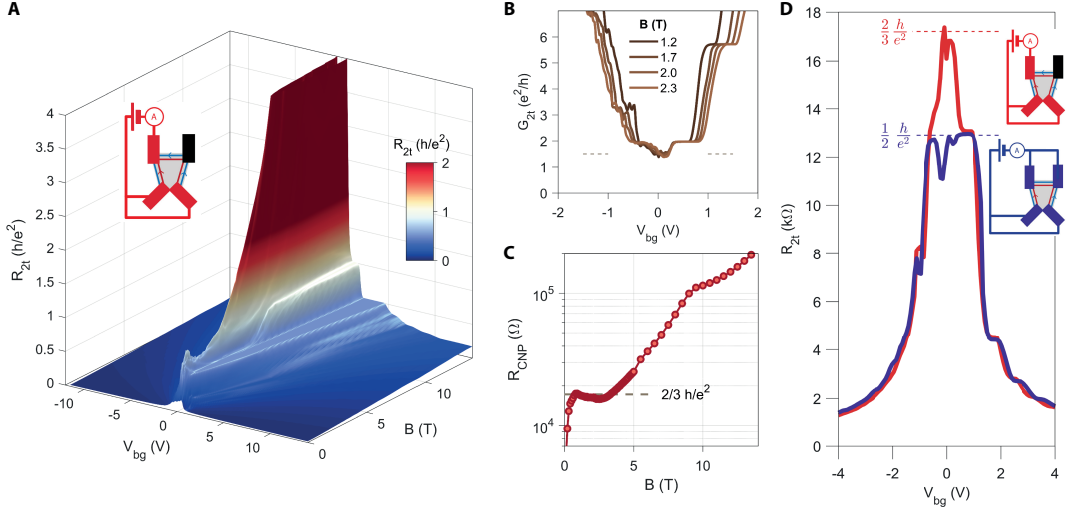 A
4
3.5
3
2.5
2
1.5
1
0.5
0
R2t (h/e²)
A
R2t (h/e²)
2
1
0
-10
-5
0
5
10
Vbg (V)
0
5
10
B (T)
B
6
5
4
3
2
1
0
G2t (e²/h)
B (T)
1.2
1.7
2.0
2.3
-2
-1
0
1
2
Vbg (V)
C
10⁵
10⁴
RCNP (Ω)
2/3 h/e²
0
5
10
B (T)
D
18
16
14
12
10
8
6
4
2
0
R2t (kΩ)
2/3 h/e²
1/2 h/e²
A
A
-4
-2
0
2
4
Vbg (V)